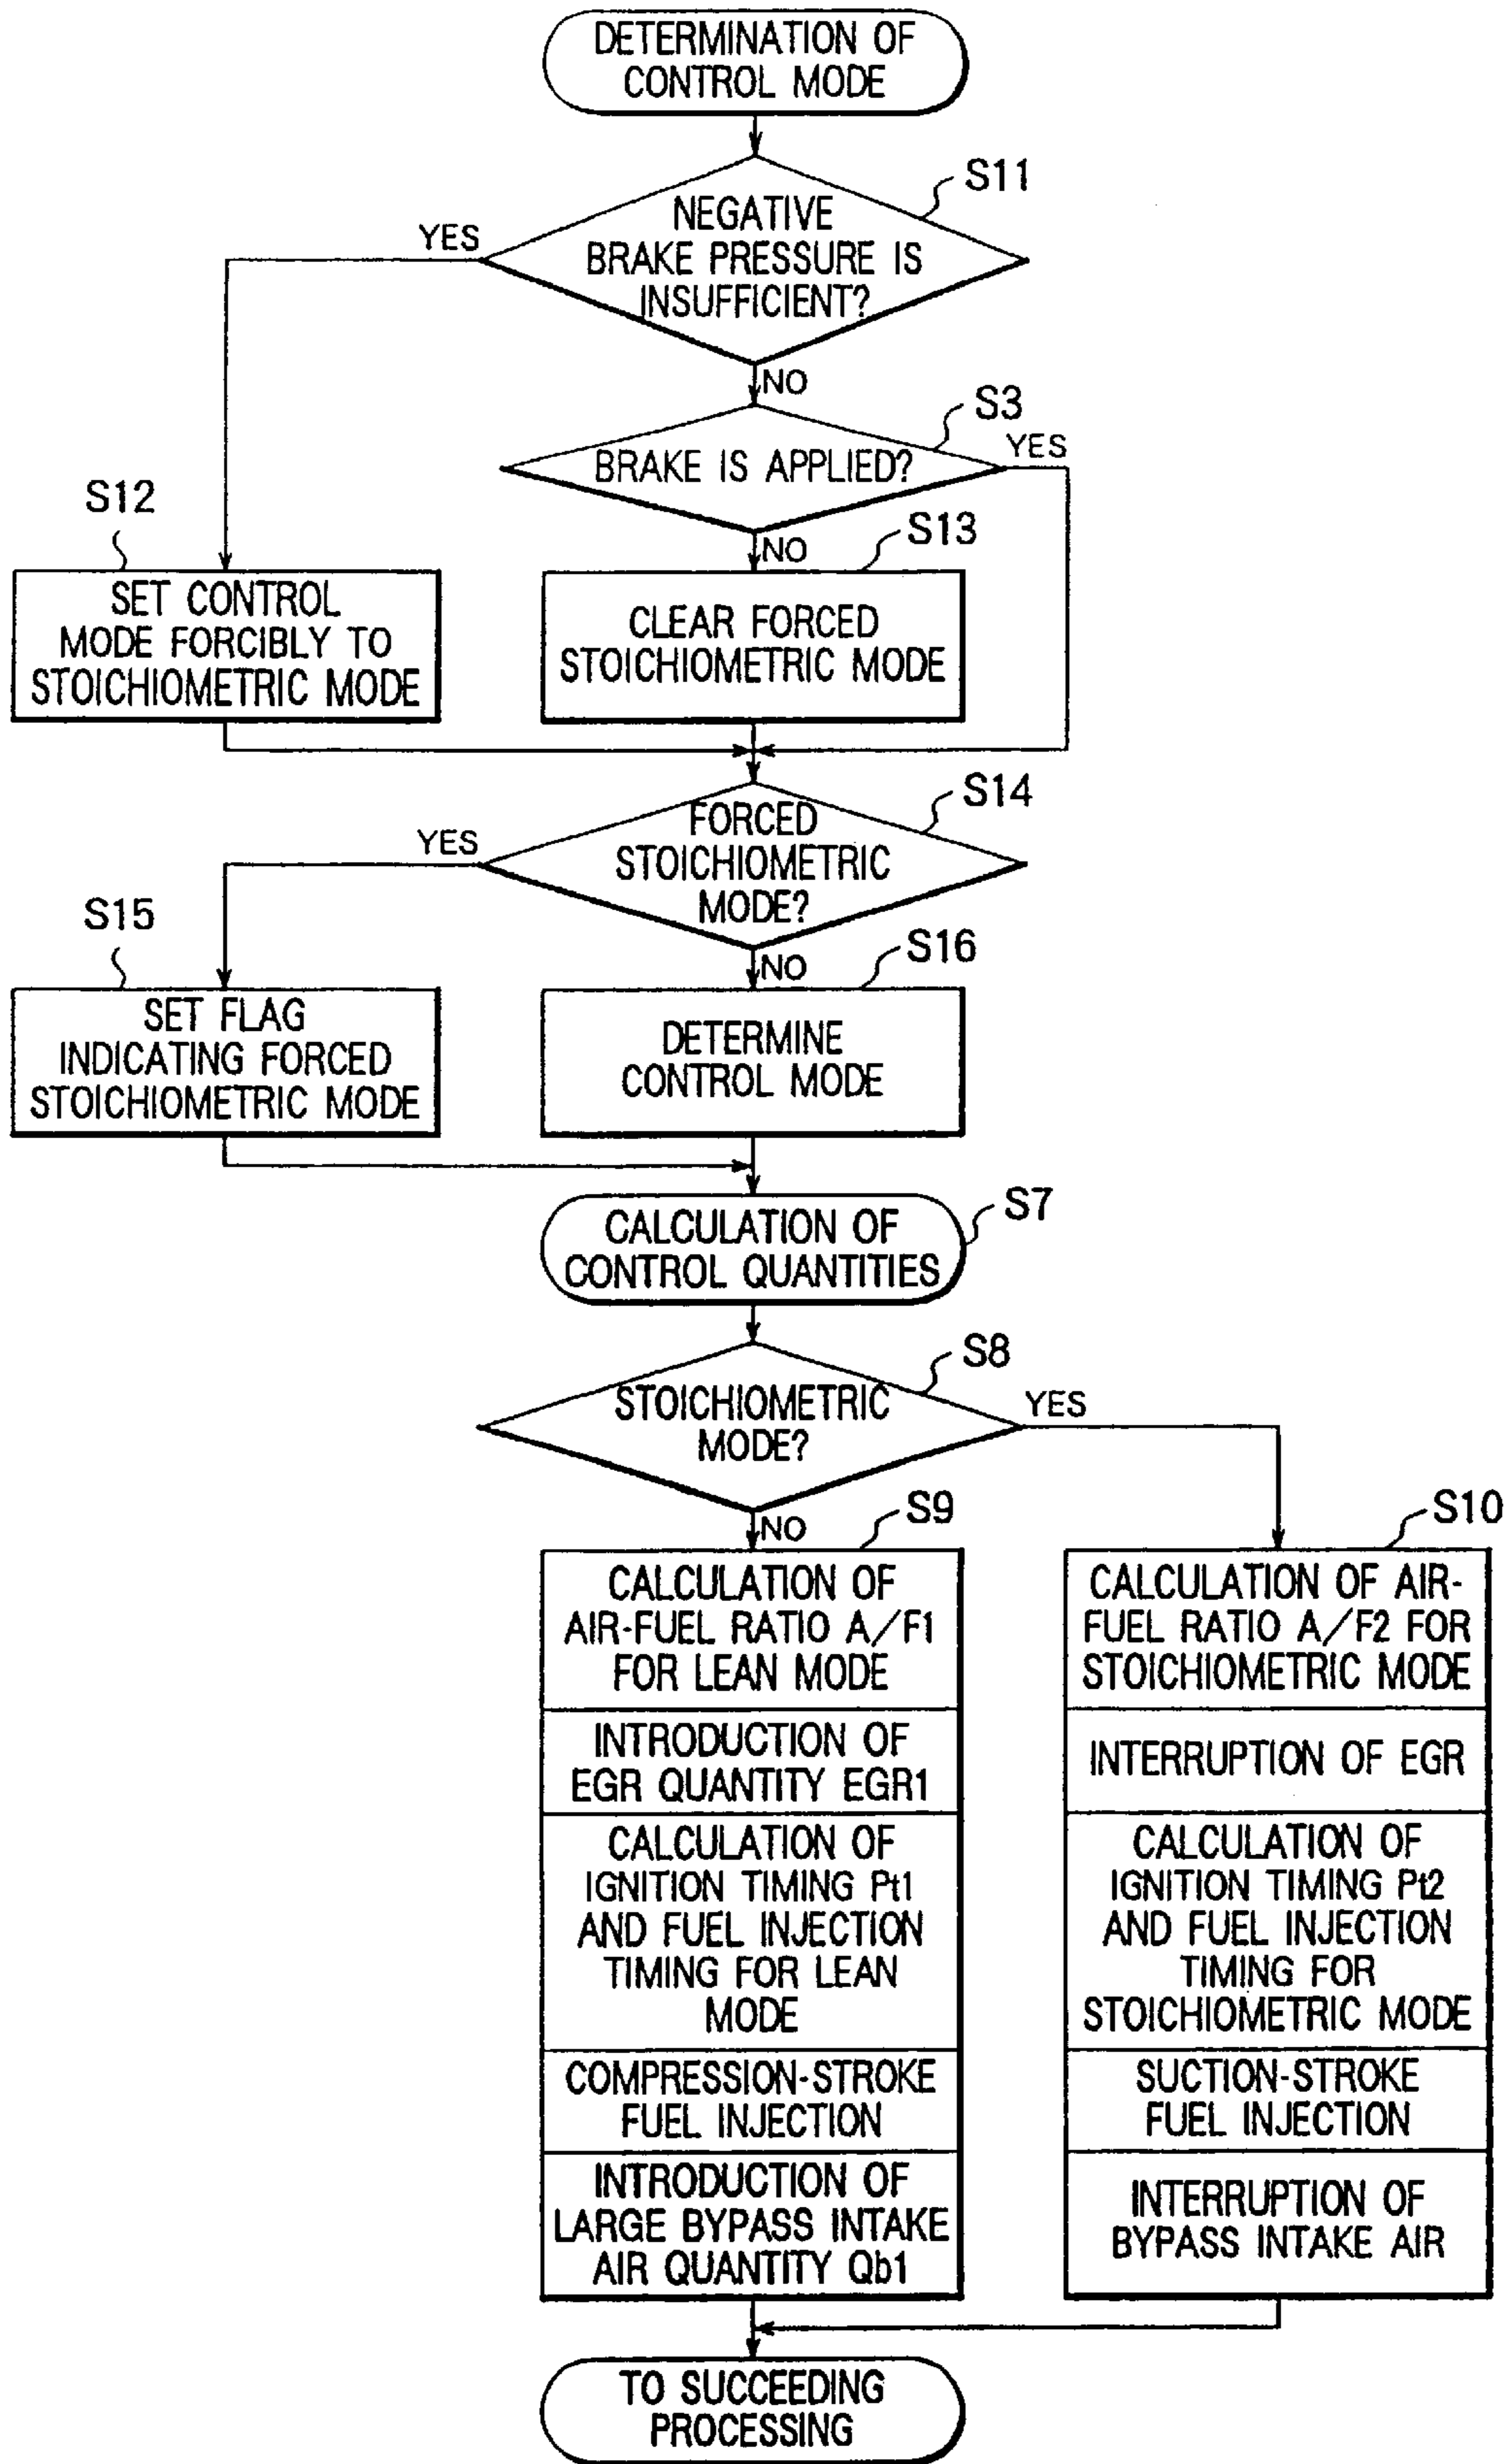 DETERMINATION OF
CONTROL MODE
S11
NEGATIVE
BRAKE PRESSURE IS
INSUFFICIENT?
YES
NO
S3
BRAKE IS APPLIED?
YES
NO
S12
SET CONTROL
MODE FORCIBLY TO
STOICHIOMETRIC MODE
S13
CLEAR FORCED
STOICHIOMETRIC MODE
S14
FORCED
STOICHIOMETRIC
MODE?
YES
NO
S15
SET FLAG
INDICATING FORCED
STOICHIOMETRIC MODE
S16
DETERMINE
CONTROL MODE
S7
CALCULATION OF
CONTROL QUANTITIES
S8
STOICHIOMETRIC
MODE?
YES
NO
S9
CALCULATION OF
AIR-FUEL RATIO A/F1
FOR LEAN MODE
INTRODUCTION OF
EGR QUANTITY EGR1
CALCULATION OF
IGNITION TIMING Pt1
AND FUEL INJECTION
TIMING FOR LEAN
MODE
COMPRESSION-STROKE
FUEL INJECTION
INTRODUCTION OF
LARGE BYPASS INTAKE
AIR QUANTITY Qb1
S10
CALCULATION OF AIR-
FUEL RATIO A/F2 FOR
STOICHIOMETRIC MODE
INTERRUPTION OF EGR
CALCULATION OF
IGNITION TIMING Pt2
AND FUEL INJECTION
TIMING FOR
STOICHIOMETRIC MODE
SUCTION-STROKE
FUEL INJECTION
INTERRUPTION OF
BYPASS INTAKE AIR
TO SUCCEEDING
PROCESSING